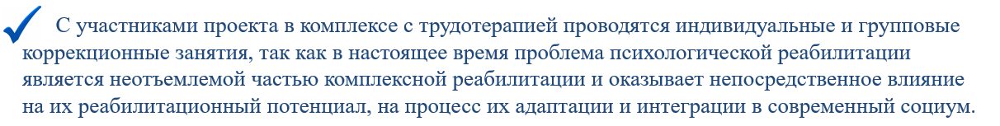 С участниками проекта в комплексе с трудотерапией проводятся индивидуальные и групповые
коррекционные занятия, так как в настоящее время проблема психологической реабилитации
является неотъемлемой частью комплексной реабилитации и оказывает непосредственное влияние
на их реабилитационный потенциал, на процесс их адаптации и интеграции в современный социум.